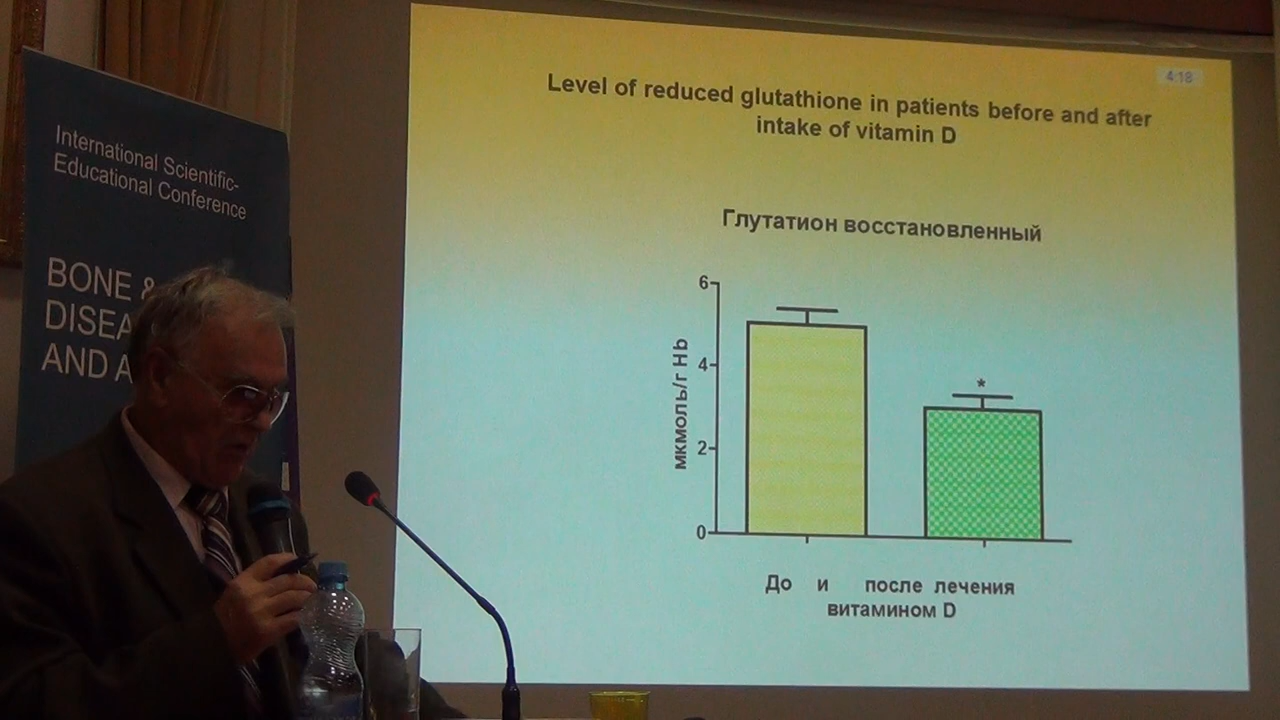 International Scientific-
Educational Conference
BONE &
AND
4:18
Level of reduced glutathione in patients before and after
intake of vitamin D
Глутатион восстановленный
мкмоль/г Hb
6
4
2
0
*
До и после лечения
витамином D